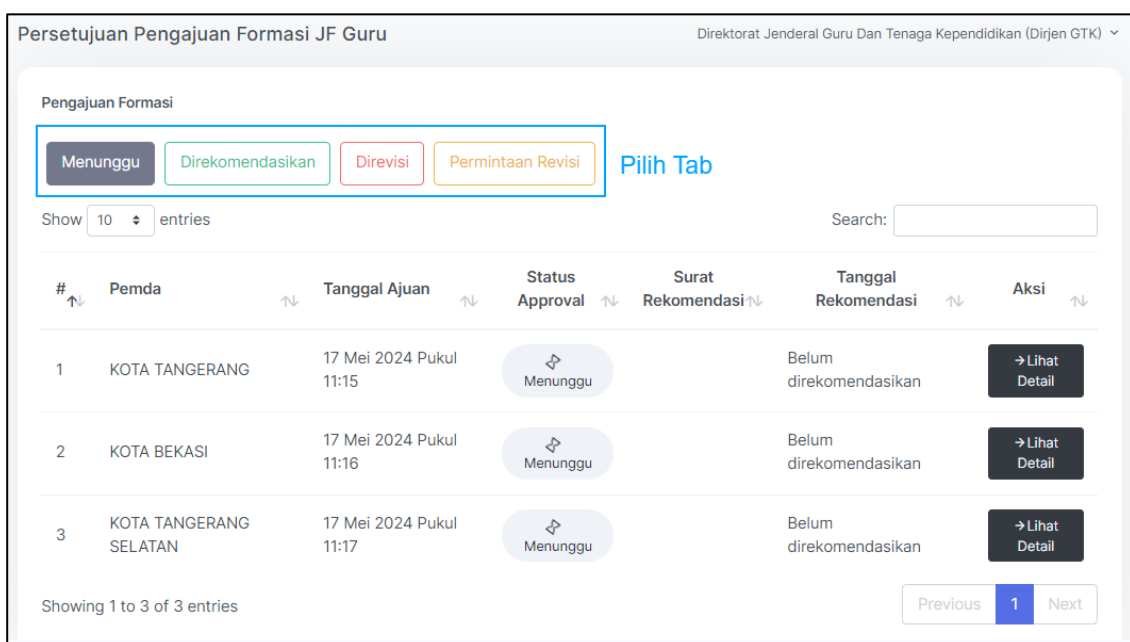 Persetujuan Pengajuan Formasi JF Guru
Direktorat Jenderal Guru Dan Tenaga Kependidikan (Dirjen GTK)
Pengajuan Formasi
Menunggu Direkomendasikan Direvisi Permintaan Revisi Pilih Tab
Show 10 entries Search:
# Pemda Tanggal Ajuan Status Approval Surat Rekomendasi Tanggal Rekomendasi Aksi
1 KOTA TANGERANG 17 Mei 2024 Pukul 11:15 Menunggu Belum direkomendasikan →Lihat Detail
2 KOTA BEKASI 17 Mei 2024 Pukul 11:16 Menunggu Belum direkomendasikan →Lihat Detail
3 KOTA TANGERANG SELATAN 17 Mei 2024 Pukul 11:17 Menunggu Belum direkomendasikan →Lihat Detail
Showing 1 to 3 of 3 entries Previous 1 Next